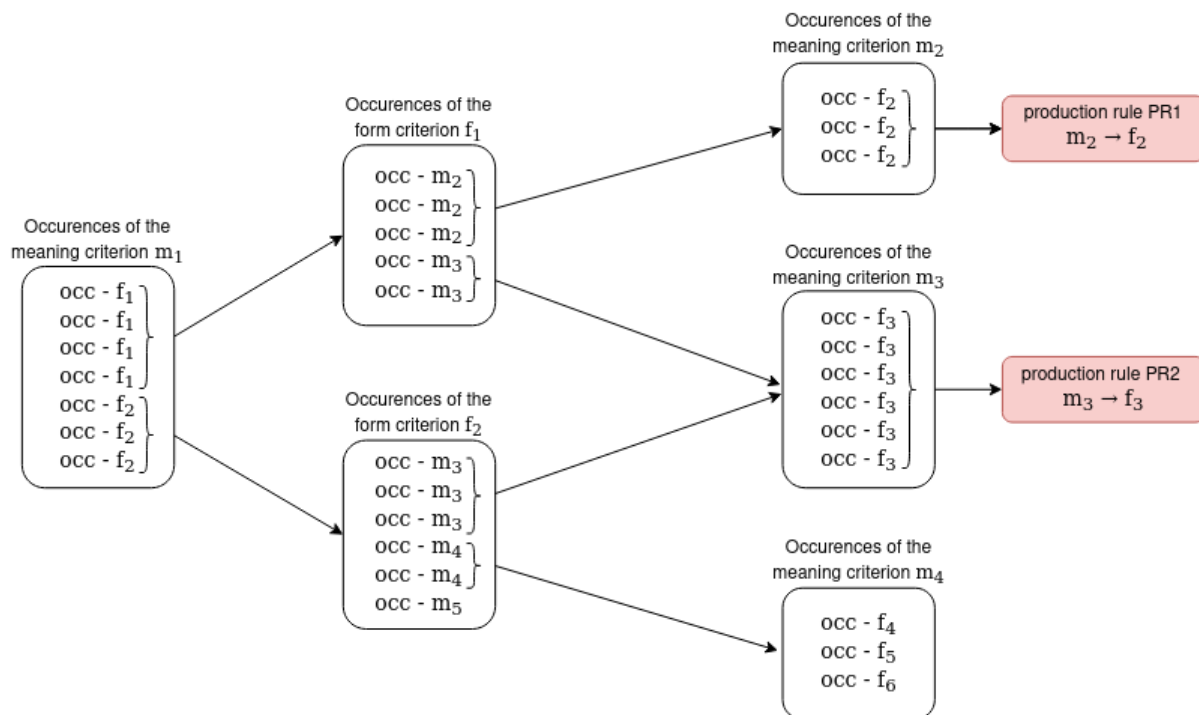 Occurences of the
meaning criterion m₁
occ - f₁
occ - f₁
occ - f₁
occ - f₁
occ - f₂
occ - f₂
occ - f₂
Occurences of the
form criterion f₁
occ - m₂
occ - m₂
occ - m₂
occ - m₃
occ - m₃
Occurences of the
form criterion f₂
occ - m₃
occ - m₃
occ - m₃
occ - m₄
occ - m₄
occ - m₅
Occurences of the
meaning criterion m₂
occ - f₂
occ - f₂
occ - f₂
production rule PR1
m₂ → f₂
Occurences of the
meaning criterion m₃
occ - f₃
occ - f₃
occ - f₃
occ - f₃
occ - f₃
occ - f₃
production rule PR2
m₃ → f₃
Occurences of the
meaning criterion m₄
occ - f₄
occ - f₅
occ - f₆